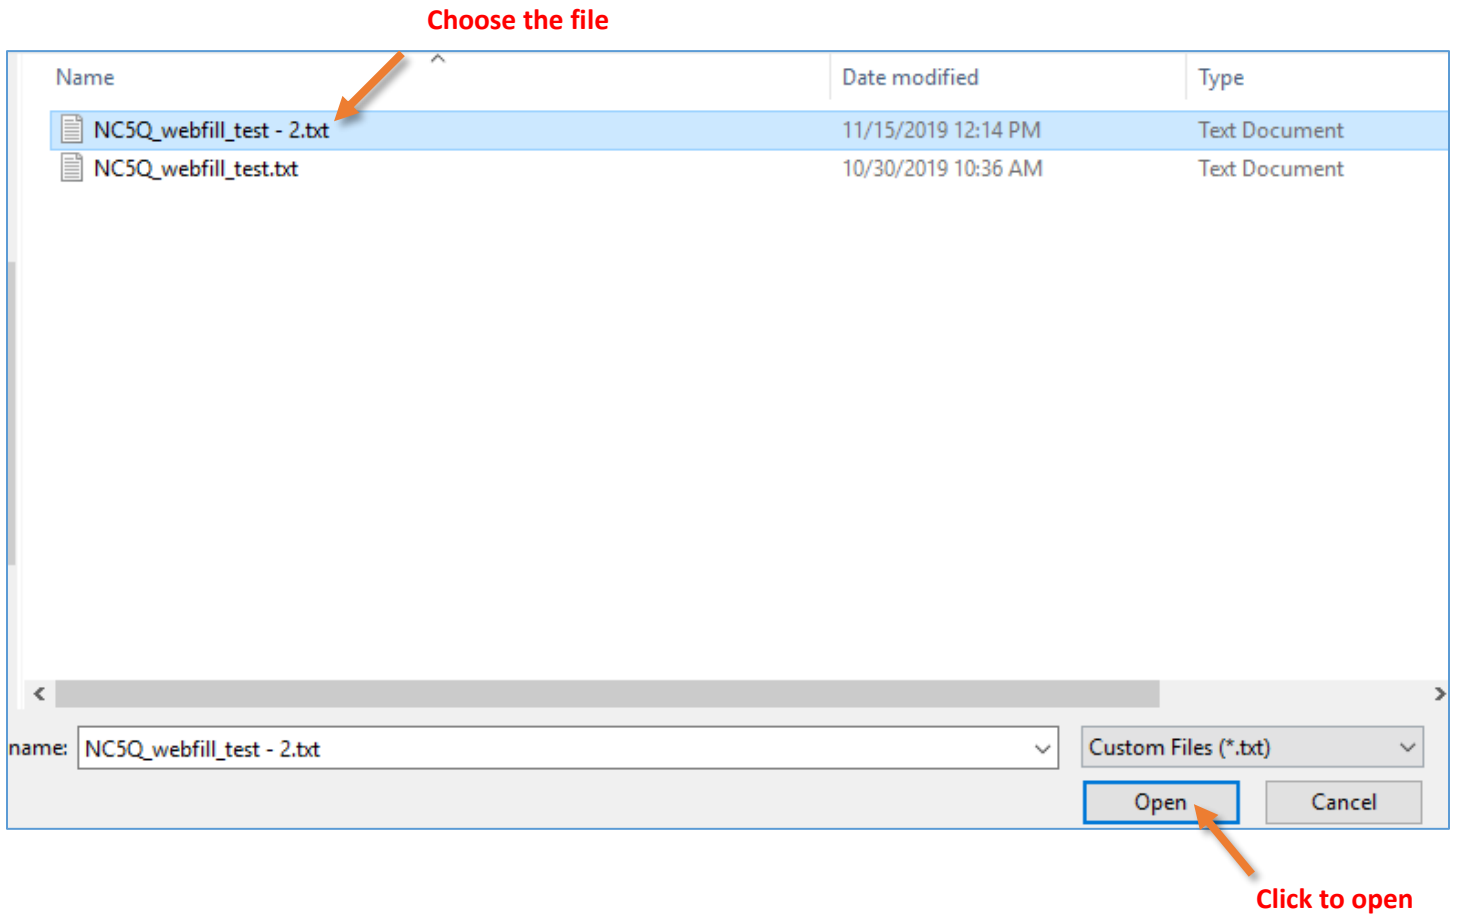 Choose the file
Name Date modified Type
NC5Q_webfill_test - 2.txt 11/15/2019 12:14 PM Text Document
NC5Q_webfill_test.txt 10/30/2019 10:36 AM Text Document
name: NC5Q_webfill_test - 2.txt Custom Files (*.txt)
Open Cancel
Click to open